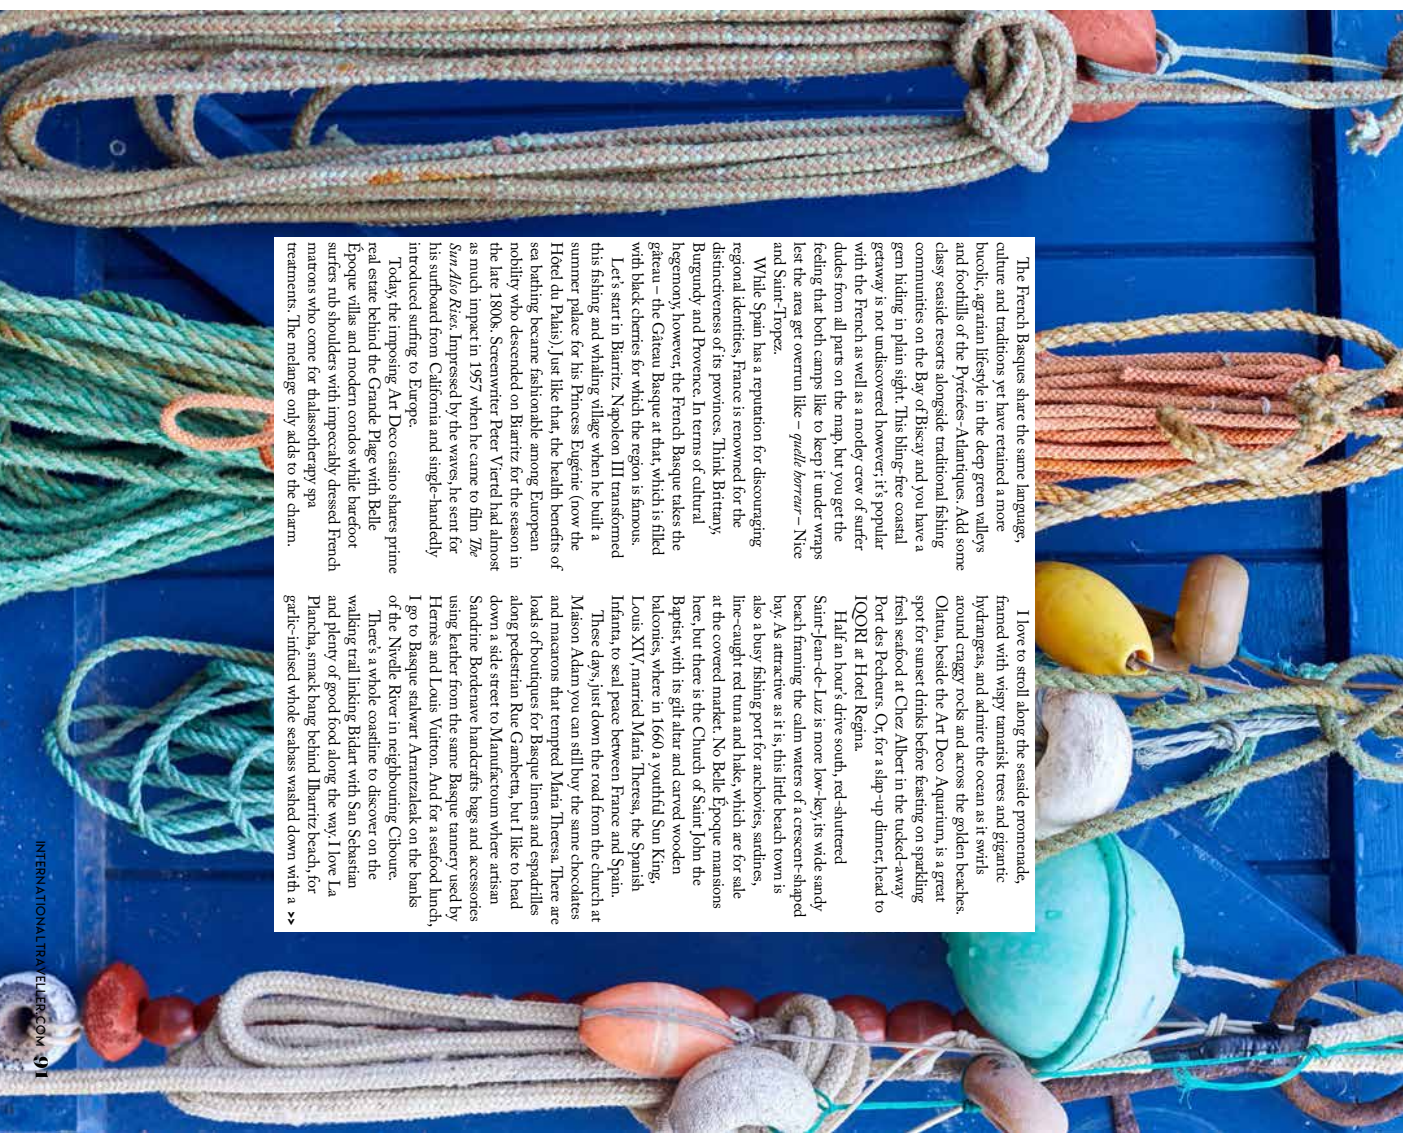 The French Basques share the same language,
culture and traditions yet have retained a more
bucolic, agrarian lifestyle in the deep green valleys
and foothills of the Pyrénées-Atlantiques. Add some
classy seaside resorts alongside traditional fishing
communities on the Bay of Biscay and you have a
gem hiding in plain sight. This bling-free coastal
getaway is not undiscovered however; it's popular
with the French as well as a motley crew of surfer
dudes from all parts on the map, but you get the
feeling that both camps like to keep it under wraps
lest the area get overrun like – quelle horreur – Nice
and Saint-Tropez.
While Spain has a reputation for discouraging
regional identities, France is renowned for the
distinctiveness of its provinces. Think Brittany,
Burgundy and Provence. In terms of cultural
hegemony, however, the French Basque takes the
gâteau – the Gâteau Basque at that, which is filled
with black cherries for which the region is famous.
Let's start in Biarritz. Napoleon III transformed
this fishing and whaling village when he built a
summer palace for his Princess Eugénie (now the
Hôtel du Palais). Just like that, the health benefits of
sea bathing became fashionable among European
nobility who descended on Biarritz for the season in
the late 1800s. Screenwriter Peter Viertel had almost
as much impact in 1957 when he came to film The
Sun Also Rises. Impressed by the waves, he sent for
his surfboard from California and single-handedly
introduced surfing to Europe.
Today, the imposing Art Deco casino shares prime
real estate behind the Grande Plage with Belle
Époque villas and modern condos while barefoot
surfers rub shoulders with impeccably dressed French
matrons who come for thalassotherapy spa
treatments. The melange only adds to the charm.
I love to stroll along the seaside promenade,
framed with wispy tamarisk trees and gigantic
hydrangeas, and admire the ocean as it swirls
around craggy rocks and across the golden beaches.
Olatua, beside the Art Deco Aquarium, is a great
spot for sunset drinks before feasting on sparkling
fresh seafood at Chez Albert in the tucked-away
Port des Pecheurs. Or, for a slap-up dinner, head to
IQORI at Hotel Regina.
Half an hour's drive south, red-shuttered
Saint-Jean-de-Luz is more low-key, its wide sandy
beach framing the calm waters of a crescent-shaped
bay. As attractive as it is, this little beach town is
also a busy fishing port for anchovies, sardines,
line-caught red tuna and hake, which are for sale
at the covered market. No Belle Époque mansions
here, but there is the Church of Saint John the
Baptist, with its gilt altar and carved wooden
balconies, where in 1660 a youthful Sun King,
Louis XIV, married Maria Theresa, the Spanish
Infanta, to seal peace between France and Spain.
These days, just down the road from the church at
Maison Adam you can still buy the same chocolates
and macarons that tempted Maria Theresa. There are
loads of boutiques for Basque linens and espadrilles
along pedestrian Rue Gambetta, but I like to head
down a side street to Manufactoum where artisan
Sandrine Bordenave handcrafts bags and accessories
using leather from the same Basque tannery used by
Hermès and Louis Vuitton. And for a seafood lunch,
I go to Basque stalwart Arrantzaleak on the banks
of the Nivelle River in neighbouring Ciboure.
There's a whole coastline to discover on the
walking trail linking Bidart with San Sebastian
and plenty of good food along the way. I love La
Plancha, smack bang behind Ilbarritz beach, for
garlic-infused whole seabass washed down with a »
INTERNATIONALTRAVELLER.COM 91